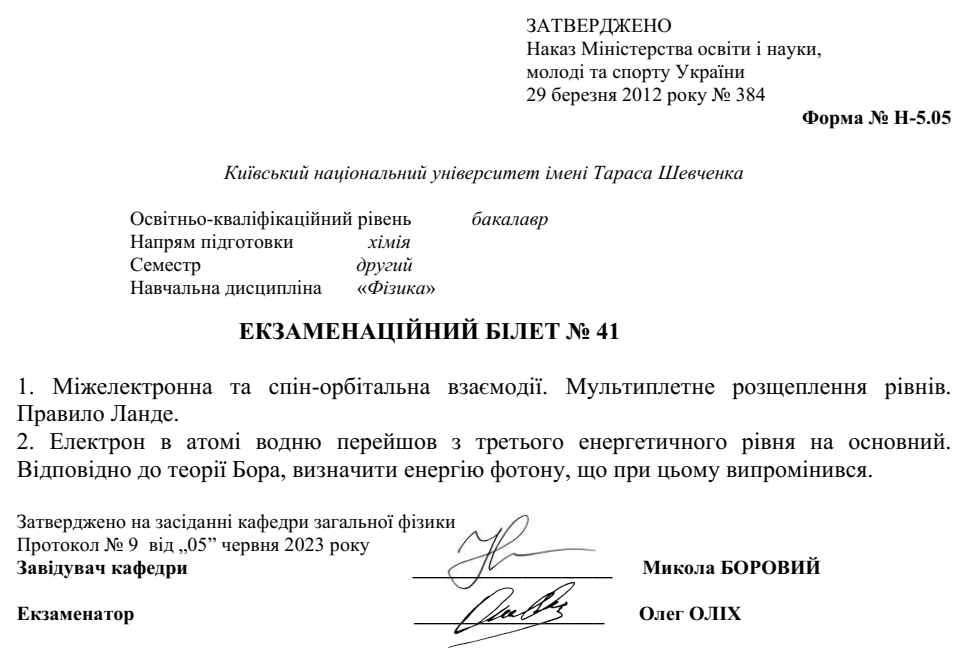 ЗАТВЕРДЖЕНО
Наказ Міністерства освіти і науки,
молоді та спорту України
29 березня 2012 року № 384
Форма № Н-5.05
Київський національний університет імені Тараса Шевченка
Освітньо-кваліфікаційний рівень бакалавр
Напрям підготовки хімія
Семестр другий
Навчальна дисципліна «Фізика»
ЕКЗАМЕНАЦІЙНИЙ БІЛЕТ № 41
1. Міжелектронна та спін-орбітальна взаємодії. Мультиплетне розщеплення рівнів.
Правило Ланде.
2. Електрон в атомі водню перейшов з третього енергетичного рівня на основний.
Відповідно до теорії Бора, визначити енергію фотону, що при цьому випромінився.
Затверджено на засіданні кафедри загальної фізики
Протокол № 9 від „05” червня 2023 року
Завідувач кафедри Микола БОРОВИЙ
Екзаменатор Олег ОЛІХ